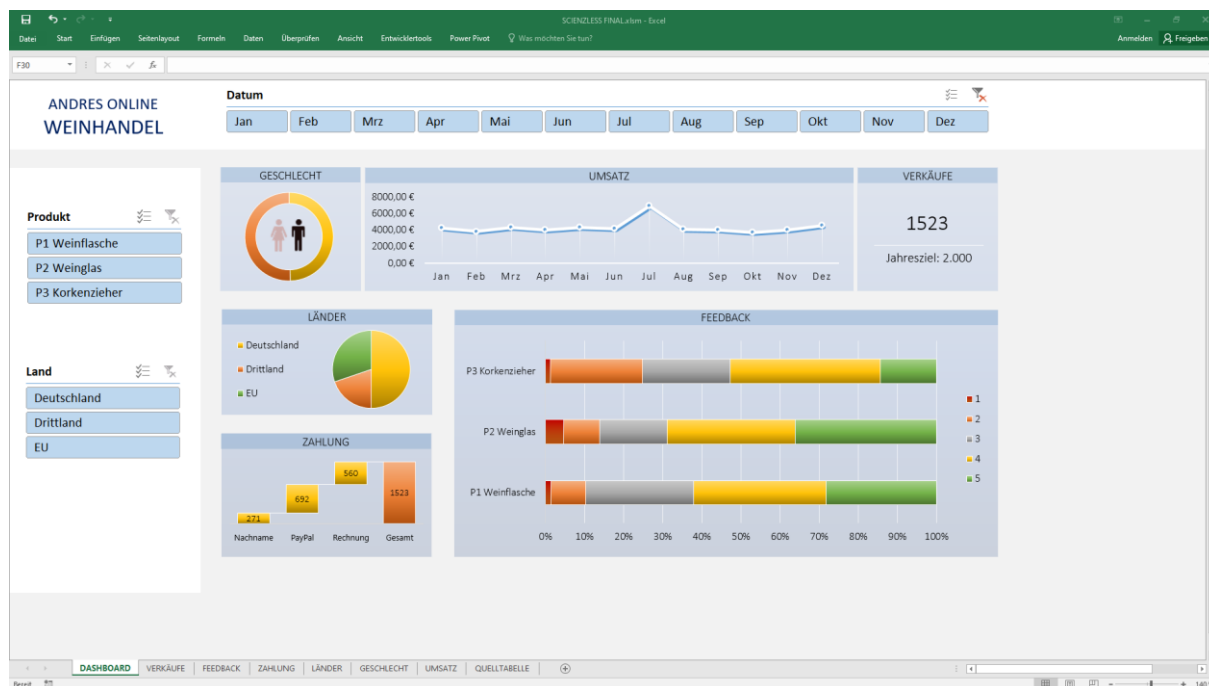 SCIENZLESS FINAL.xlsm - Excel
Datei Start Einfügen Seitenlayout Formeln Daten Überprüfen Ansicht Entwicklertools Power Pivot Was möchten Sie tun? Anmelden Freigeben
F30 fx
ANDRES ONLINE
WEINHANDEL
Datum
Jan Feb Mrz Apr Mai Jun Jul Aug Sep Okt Nov Dez
Produkt
P1 Weinflasche
P2 Weinglas
P3 Korkenzieher
Land
Deutschland
Drittland
EU
GESCHLECHT
UMSATZ
8000,00 €
6000,00 €
4000,00 €
2000,00 €
0,00 €
Jan Feb Mrz Apr Mai Jun Jul Aug Sep Okt Nov Dez
VERKÄUFE
1523
Jahresziel: 2.000
LÄNDER
Deutschland
Drittland
EU
ZAHLUNG
560
692
1523
271
Nachname PayPal Rechnung Gesamt
FEEDBACK
P3 Korkenzieher
P2 Weinglas
P1 Weinflasche
0% 10% 20% 30% 40% 50% 60% 70% 80% 90% 100%
1
2
3
4
5
DASHBOARD VERKÄUFE FEEDBACK ZAHLUNG LÄNDER GESCHLECHT UMSATZ QUELLTABELLE
Bereit